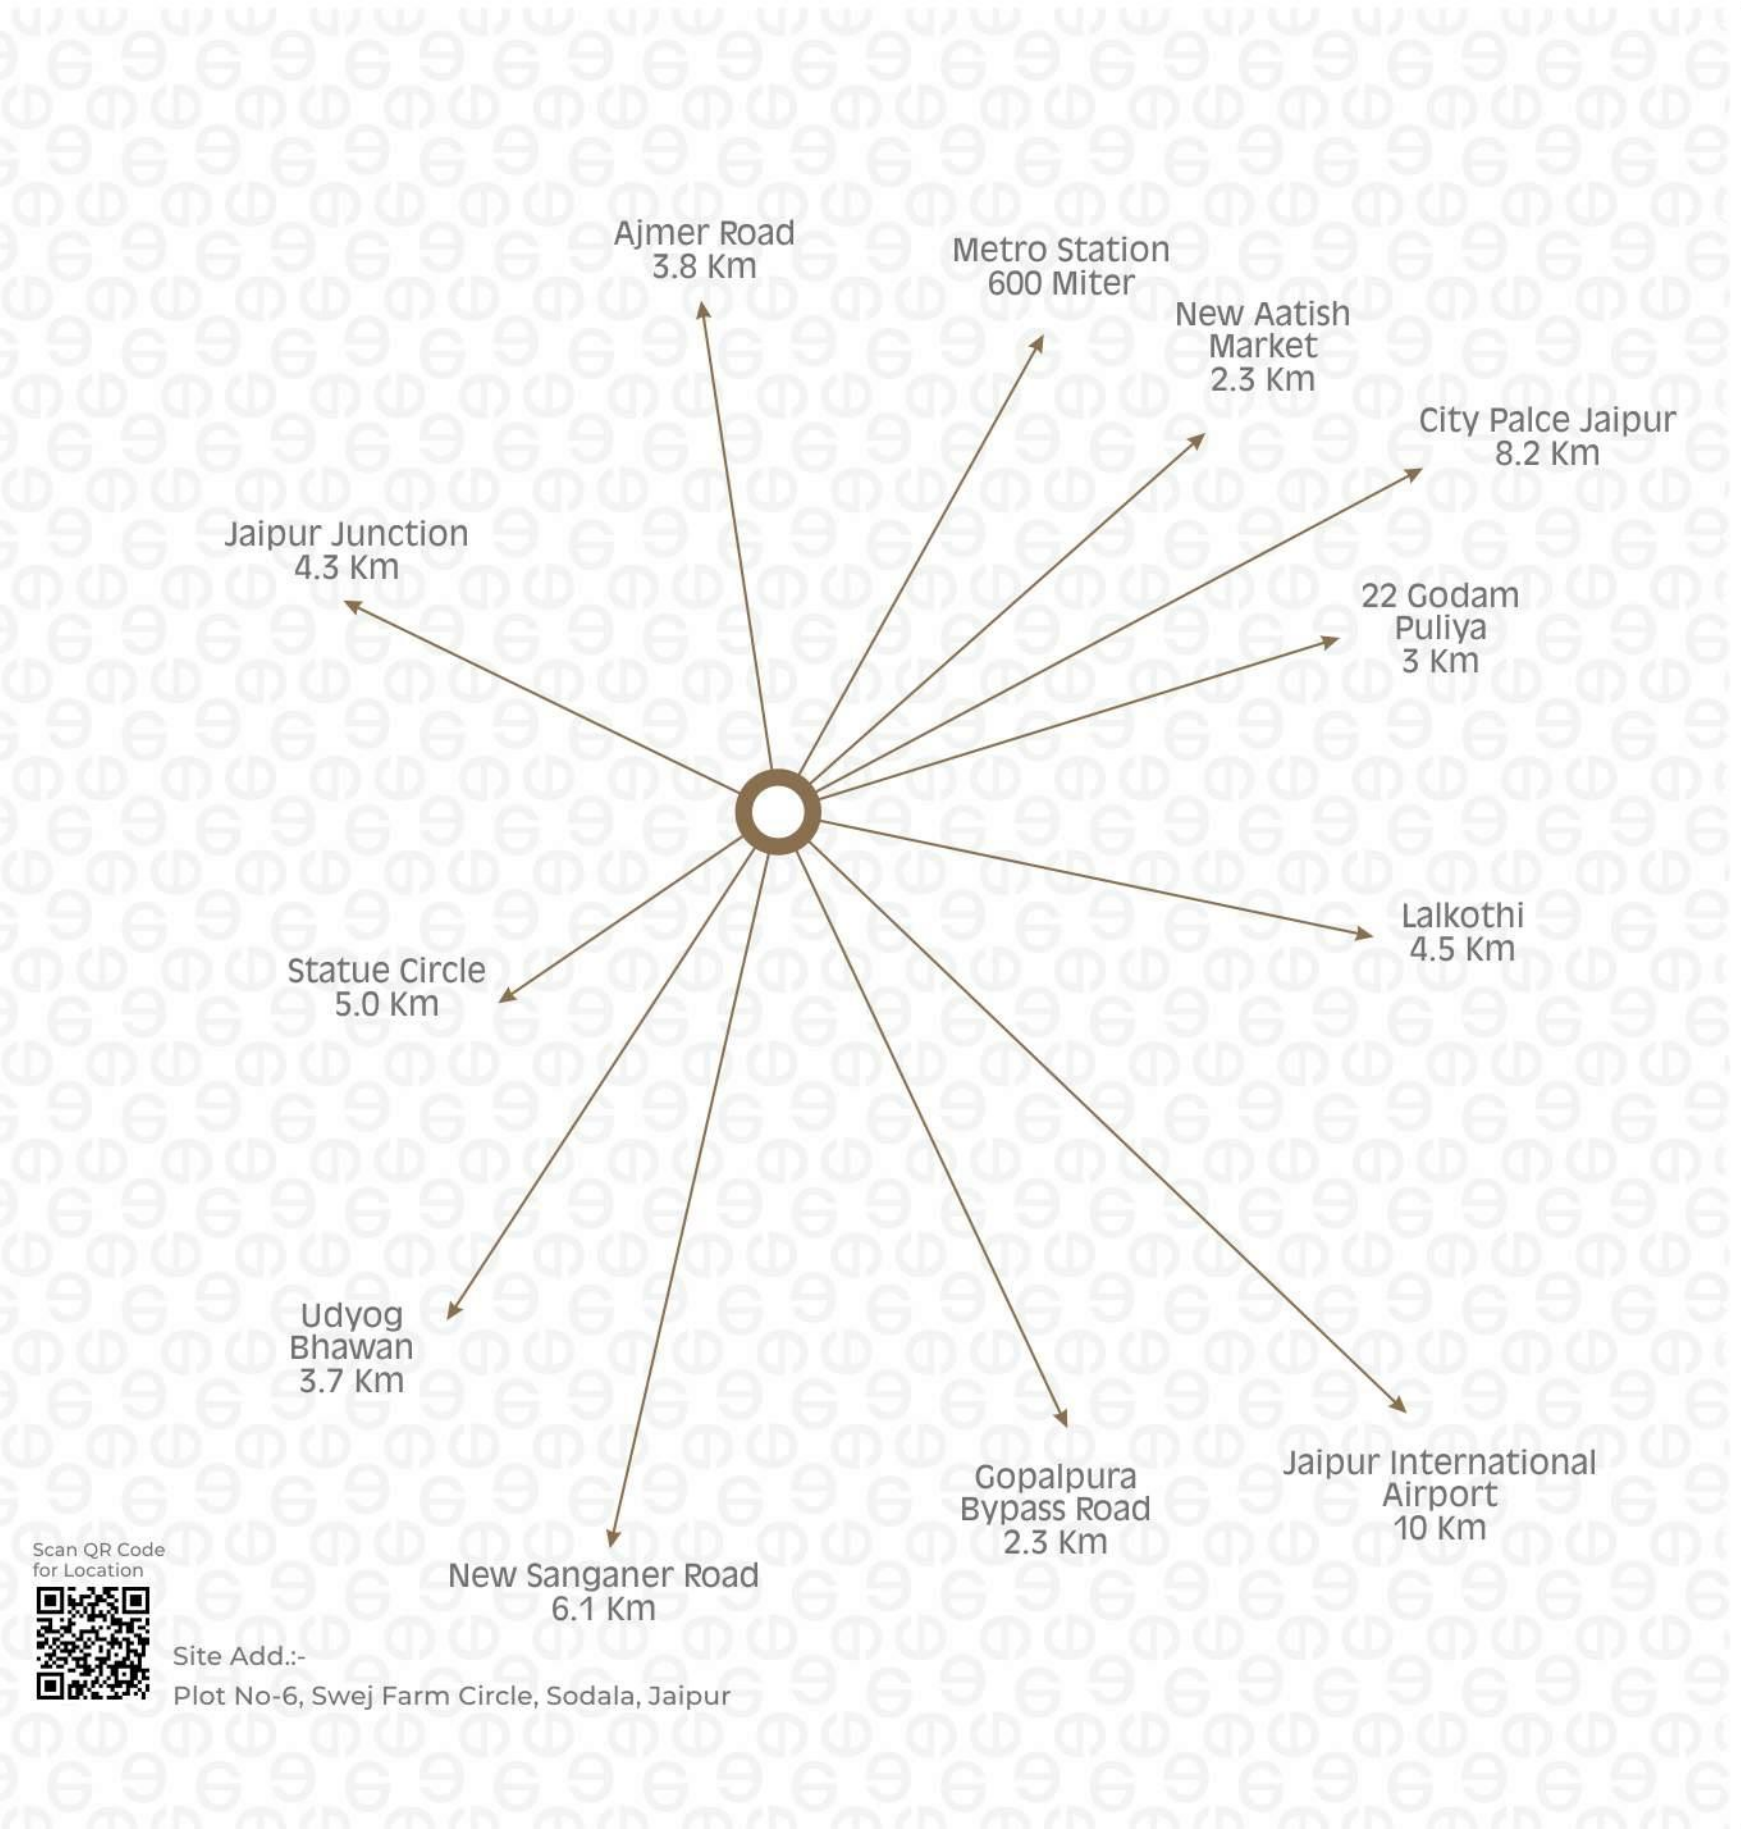 Ajmer Road
3.8 Km
Metro Station
600 Miter
New Aatish
Market
2.3 Km
City Palce Jaipur
8.2 Km
Jaipur Junction
4.3 Km
22 Godam
Puliya
3 Km
Lalkothi
4.5 Km
Statue Circle
5.0 Km
Udyog
Bhawan
3.7 Km
Gopalpura
Bypass Road
2.3 Km
Jaipur International
Airport
10 Km
New Sanganer Road
6.1 Km
Scan QR Code
for Location
Site Add.:-
Plot No-6, Swej Farm Circle, Sodala, Jaipur